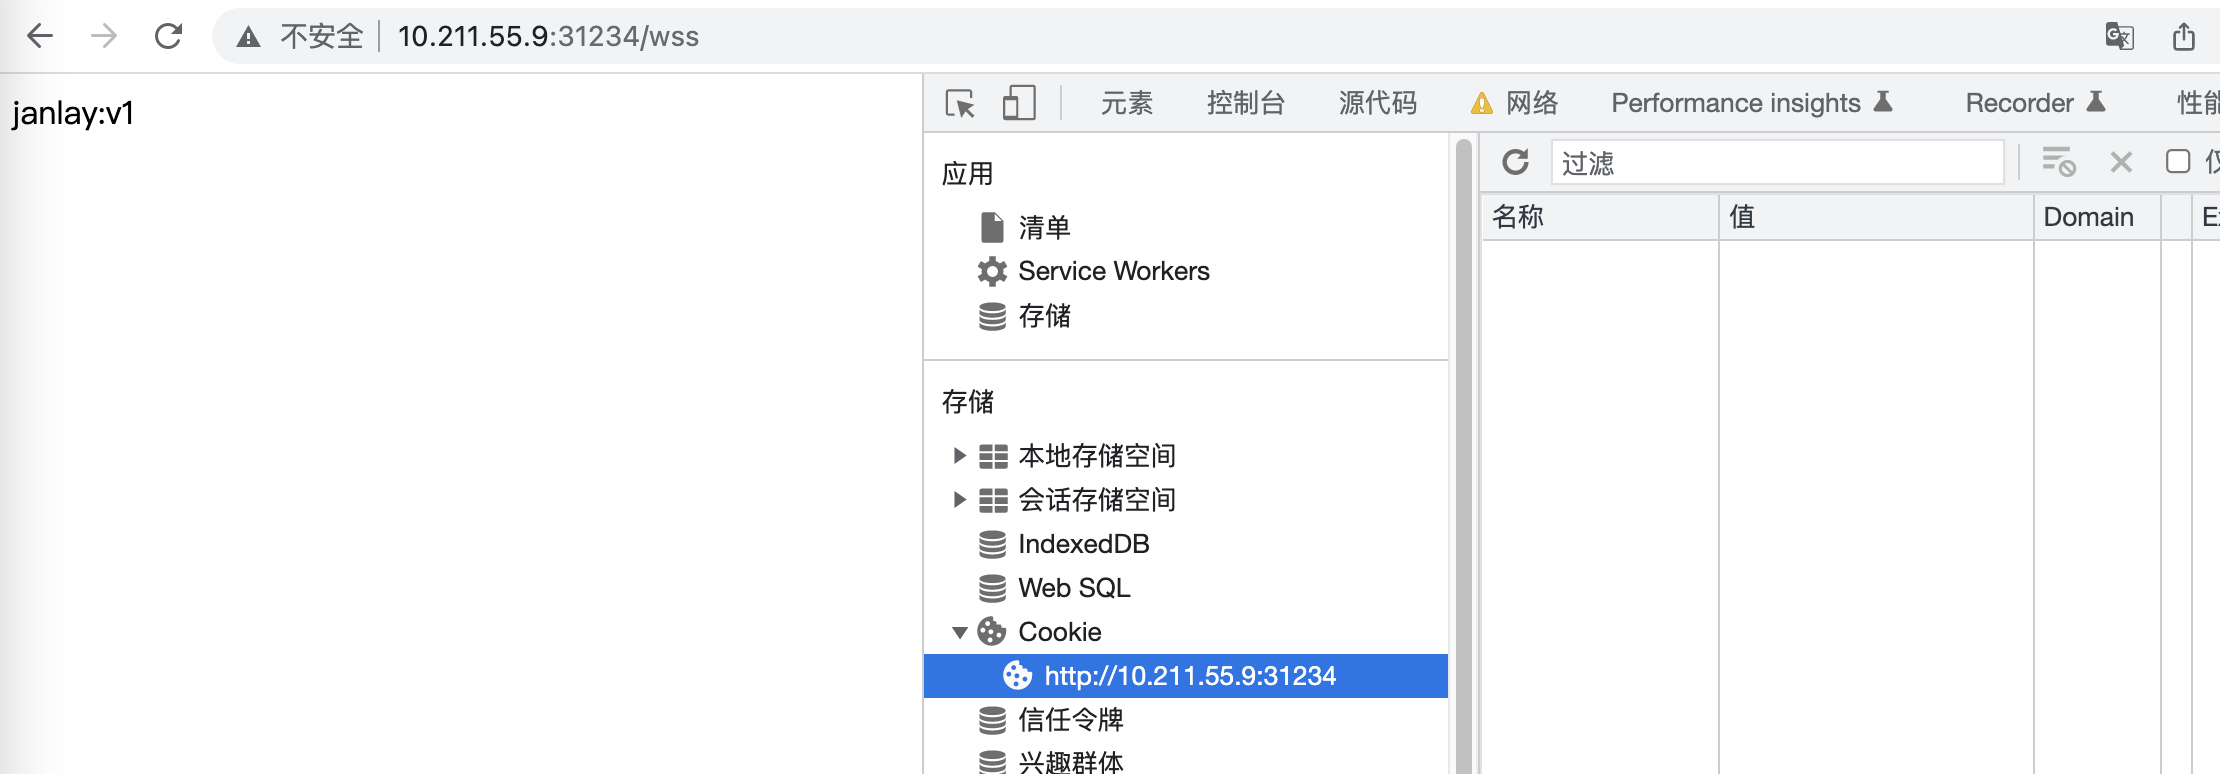 不安全 10.211.55.9:31234/wss
janlay:v1
元素 控制台 源代码 网络 Performance insights Recorder
应用
清单
Service Workers
存储
存储
本地存储空间
会话存储空间
IndexedDB
Web SQL
Cookie
http://10.211.55.9:31234
信任令牌
兴趣群体
过滤
名称 值 Domain